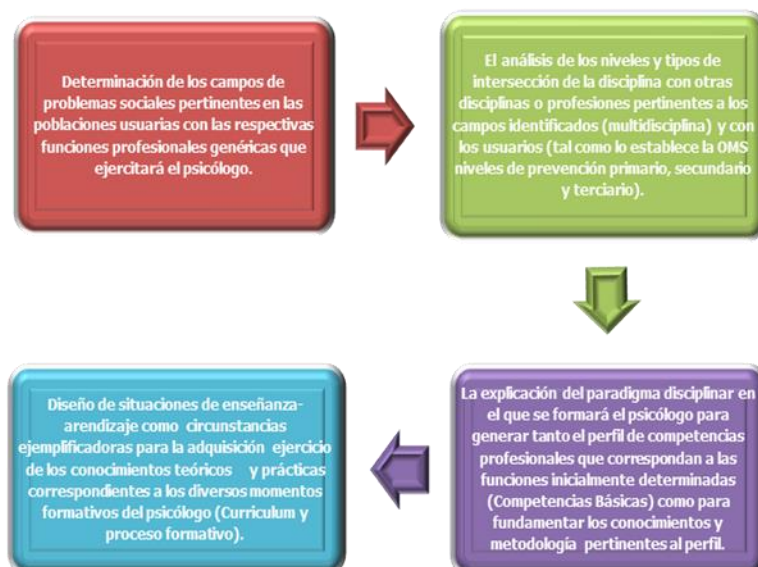 Determinación de los campos de
problemas sociales pertinentes en las
poblaciones usuarias con las respectivas
funciones profesionales genéricas que
ejercitará el psicólogo.
El análisis de los niveles y tipos de
intersección de la disciplina con otras
disciplinas o profesiones pertinentes a los
campos identificados (multidisciplina) y con
los usuarios (tal como lo establece la OMS
niveles de prevención primario, secundario
y terciario).
La explicación del paradigma disciplinar en
el que se formará el psicólogo para
generar tanto el perfil de competencias
profesionales que correspondan a las
funciones inicialmente determinadas
(Competencias Básicas) como para
fundamentar los conocimientos y
metodología pertinentes al perfil.
Diseño de situaciones de enseñanza-
arendizaje como circunstancias
ejemplificadoras para la adquisición ejercicio
de los conocimientos teóricos y prácticas
correspondientes a los diversos momentos
formativos del psicólogo (Curriculum y
proceso formativo).